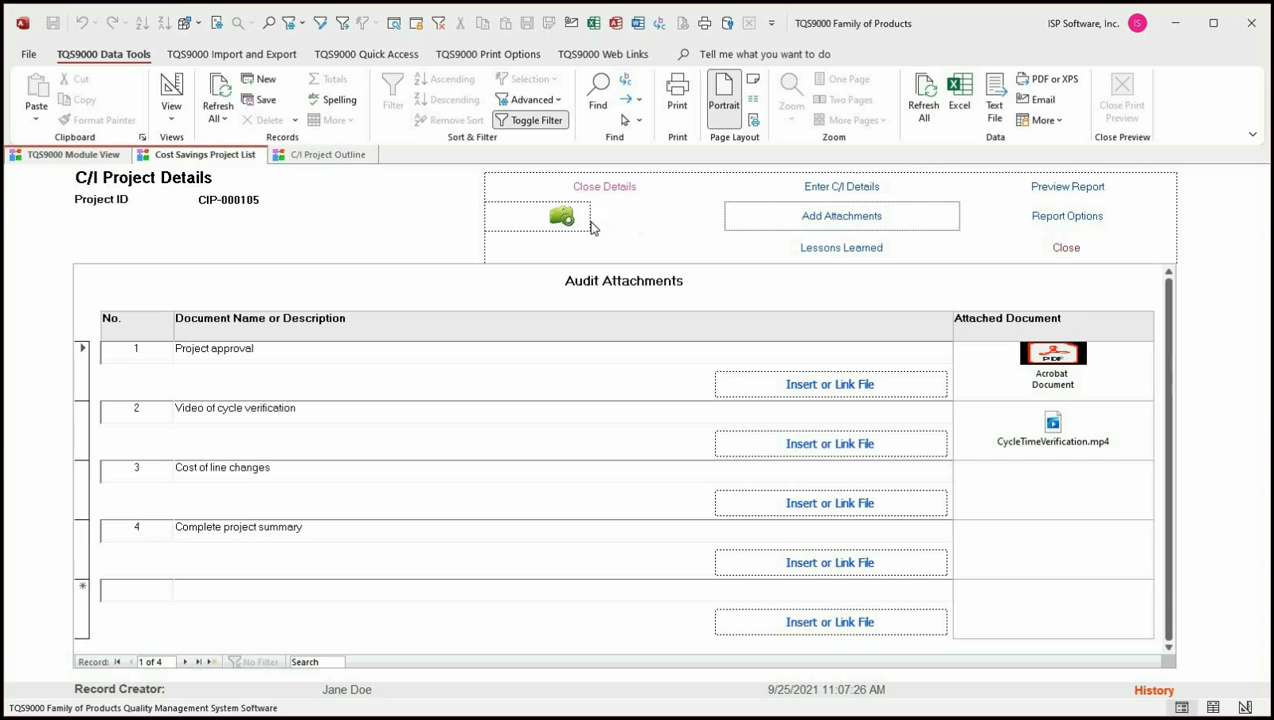 TQS9000 Family of Products
ISP Software, Inc.
IS
File
TQS9000 Data Tools
TQS9000 Import and Export
TQS9000 Quick Access
TQS9000 Print Options
TQS9000 Web Links
Tell me what you want to do
Paste
Cut
Copy
Format Painter
Clipboard
View
Views
Refresh
All
New
Save
Delete
Totals
Spelling
More
Records
Filter
Ascending
Descending
Remove Sort
Selection
Advanced
Toggle Filter
Sort & Filter
Find
Find
Print
Print
Portrait
Page Layout
Zoom
One Page
Two Pages
More Pages
Zoom
Refresh
All
Excel
Text
File
PDF or XPS
Email
More
Data
Close Print
Preview
Close Preview
TQS9000 Module View
Cost Savings Project List
C/I Project Outline
C/I Project Details
Project ID CIP-000105
Close Details
Enter C/I Details
Preview Report
Add Attachments
Report Options
Lessons Learned
Close
Audit Attachments
No. Document Name or Description Attached Document
1 Project approval
PDF
Acrobat
Document
Insert or Link File
2 Video of cycle verification
CycleTimeVerification.mp4
Insert or Link File
3 Cost of line changes
Insert or Link File
4 Complete project summary
Insert or Link File
*
Insert or Link File
Record: 1 of 4 No Filter Search
Record Creator: Jane Doe 9/25/2021 11:07:26 AM History
TQS9000 Family of Products Quality Management System Software